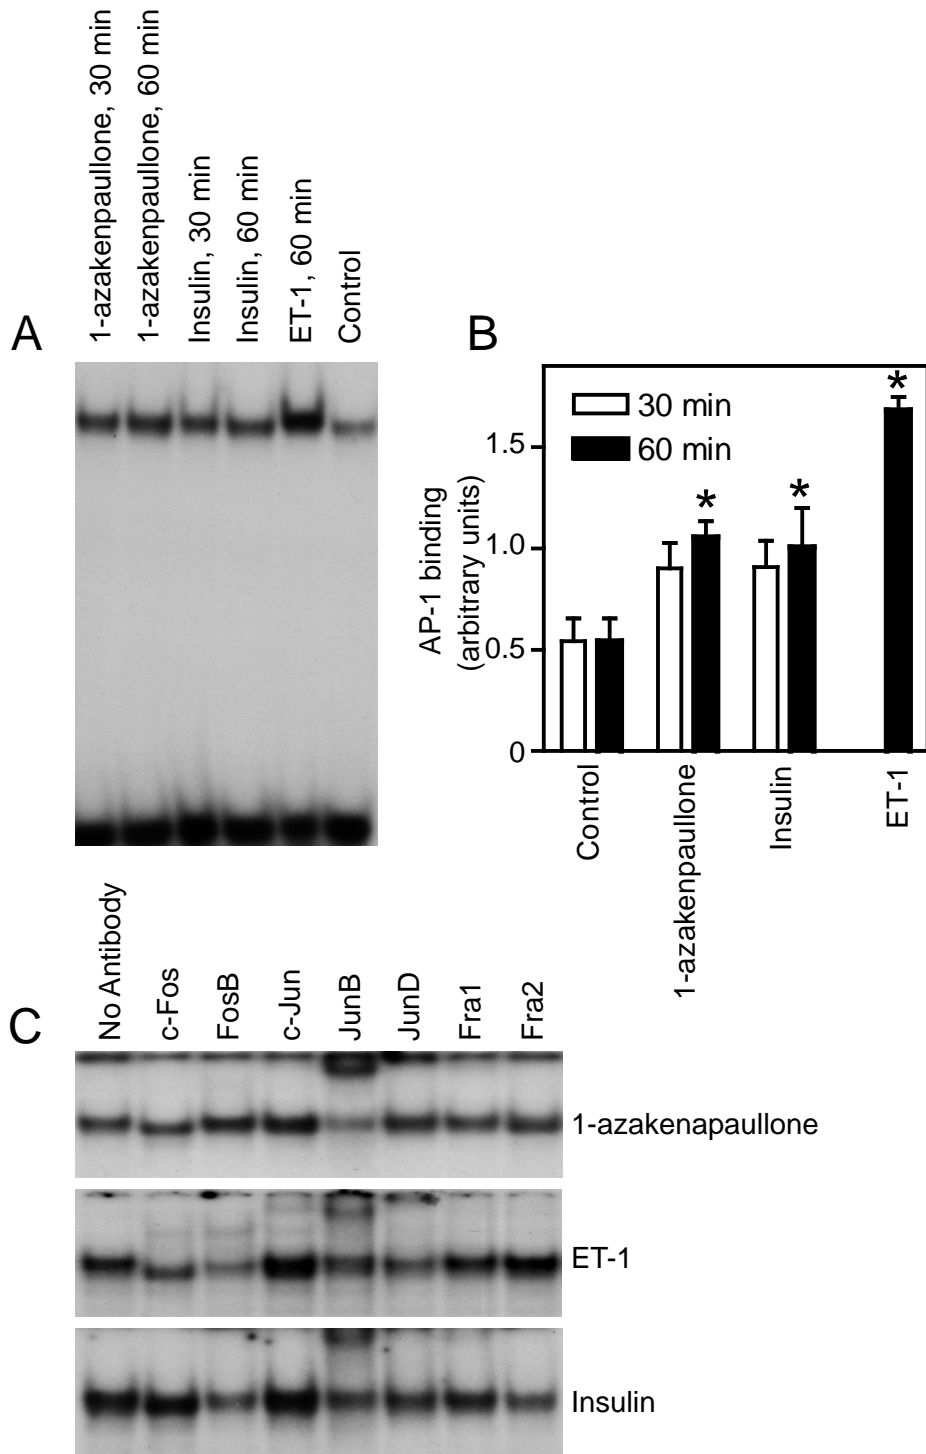 1-azakenpaullone, 30 min
1-azakenpaullone, 60 min
Insulin, 30 min
Insulin, 60 min
ET-1, 60 min
Control
A
B
30 min
60 min
AP-1 binding
(arbitrary units)
1.5
1.0
0.5
0
*
*
*
Control
1-azakenpaullone
Insulin
ET-1
C
No Antibody
c-Fos
FosB
c-Jun
JunB
JunD
Fra1
Fra2
1-azakenapaullone
ET-1
Insulin